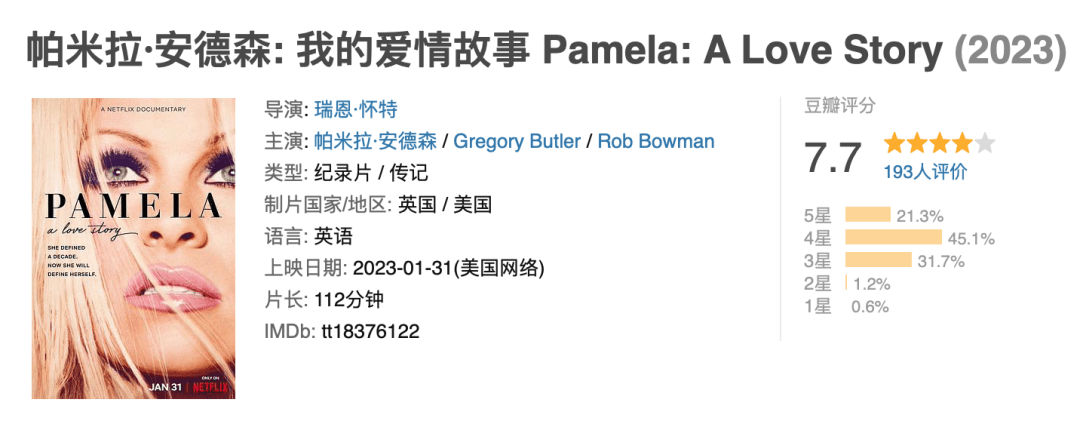 帕米拉·安德森: 我的爱情故事 Pamela: A Love Story (2023)
A NETFLIX DOCUMENTARY
PAMELA
a love story
SHE DEFINED
A DECADE.
NOW SHE WILL
DEFINE HERSELF.
JAN 31
ONLY ON
NETFLIX
导演: 瑞恩·怀特
主演: 帕米拉·安德森 / Gregory Butler / Rob Bowman
类型: 纪录片 / 传记
制片国家/地区: 英国 / 美国
语言: 英语
上映日期: 2023-01-31(美国网络)
片长: 112分钟
IMDb: tt18376122
豆瓣评分
7.7
193人评价
5星 21.3%
4星 45.1%
3星 31.7%
2星 1.2%
1星 0.6%